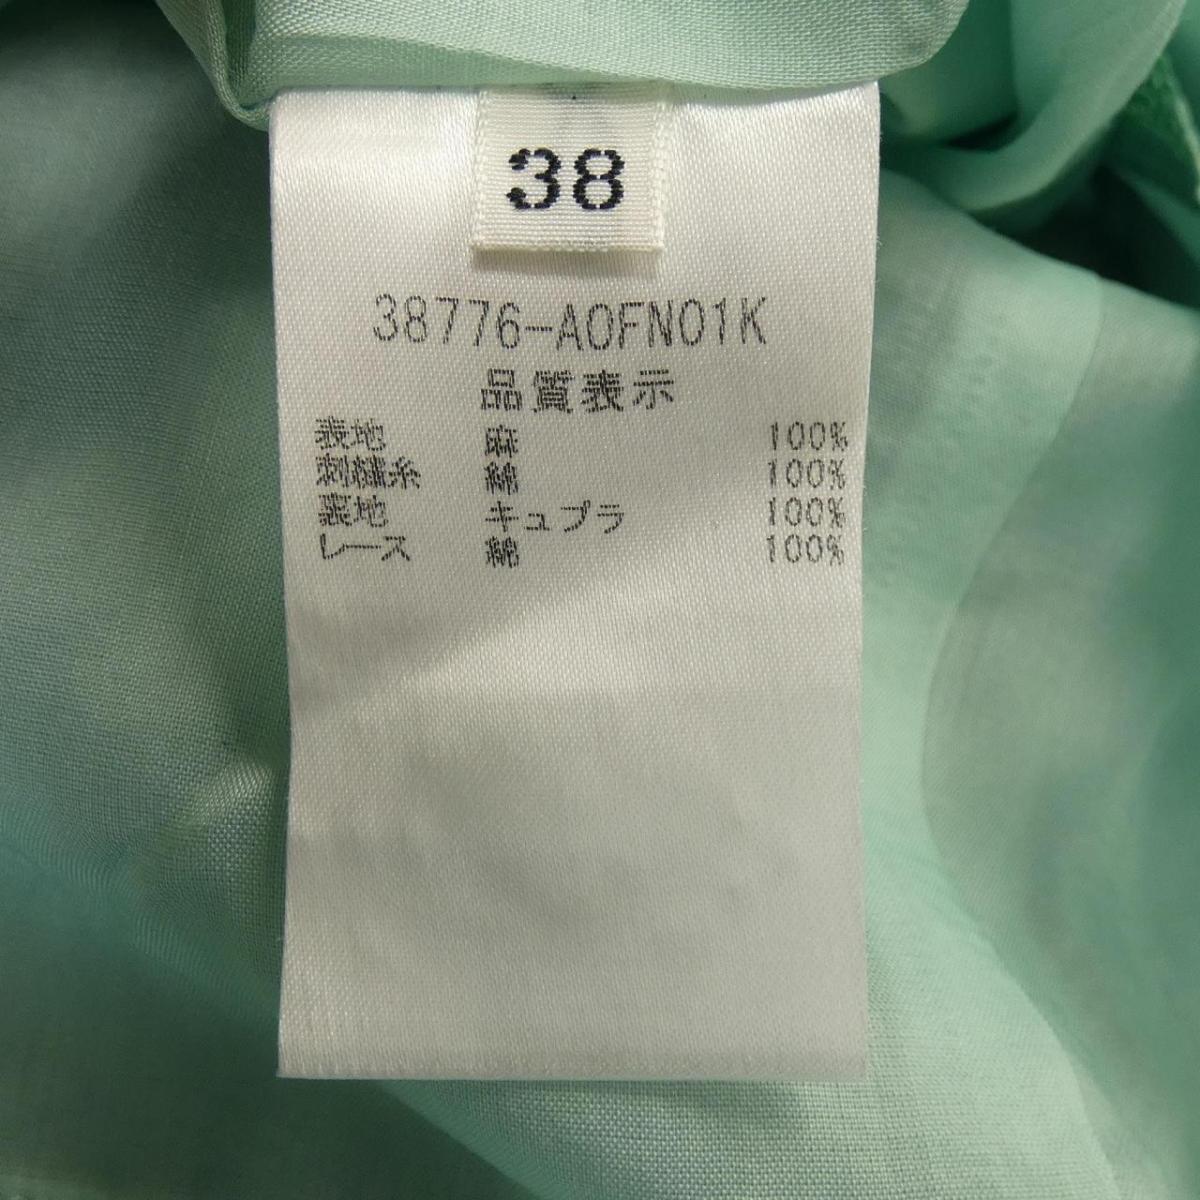 38
38776-A0FN01K
品質表示
表地 麻 100%
刺繍糸 綿 100%
裏地 キュプラ 100%
レース 綿 100%